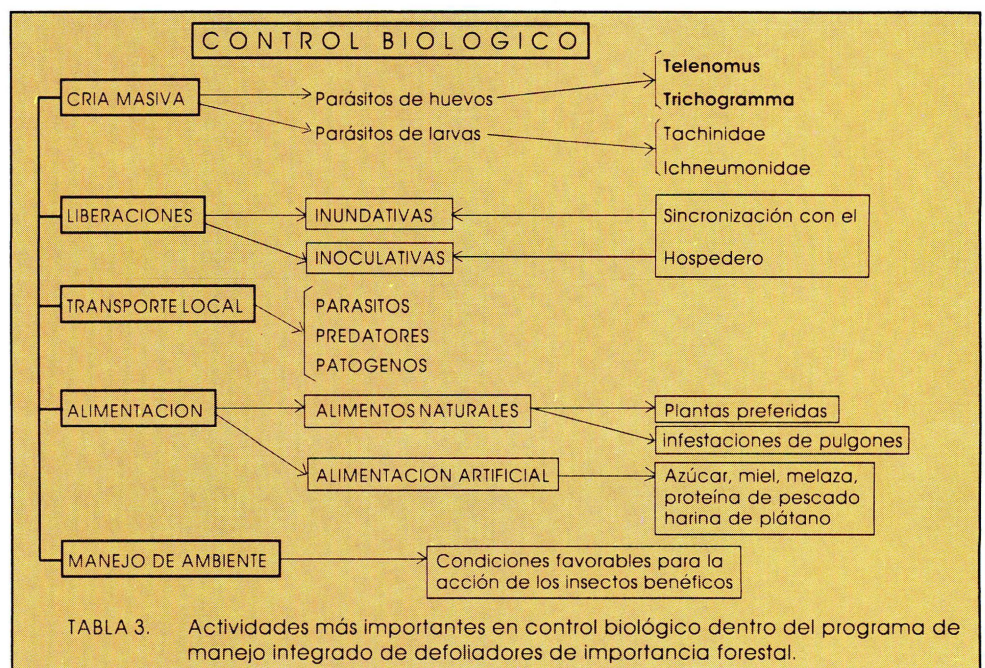 CONTROL BIOLOGICO
CRIA MASIVA
Parásitos de huevos
Telenomus
Trichogramma
Parásitos de larvas
Tachinidae
Ichneumonidae
LIBERACIONES
INUNDATIVAS
INOCULATIVAS
Sincronización con el
Hospedero
TRANSPORTE LOCAL
PARASITOS
PREDATORES
PATOGENOS
ALIMENTACION
ALIMENTOS NATURALES
Plantas preferidas
infestaciones de pulgones
ALIMENTACION ARTIFICIAL
Azúcar, miel, melaza,
proteína de pescado
harina de plátano
MANEJO DE AMBIENTE
Condiciones favorables para la
acción de los insectos benéficos
TABLA 3. Actividades más importantes en control biológico dentro del programa de
manejo integrado de defoliadores de importancia forestal.